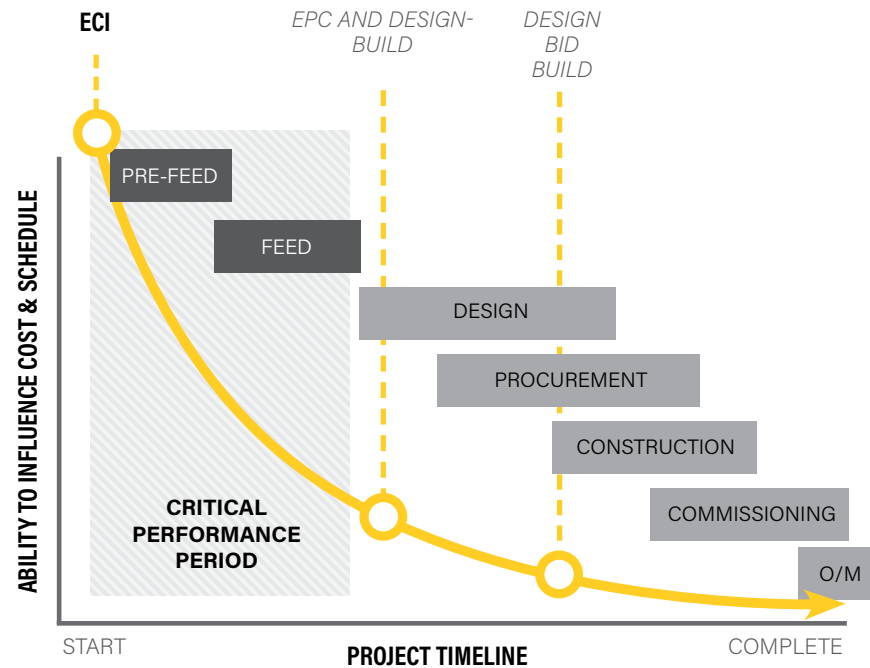 ECI
EPC AND DESIGN-
BUILD
DESIGN
BID
BUILD
ABILITY TO INFLUENCE COST & SCHEDULE
PRE-FEED
FEED
DESIGN
PROCUREMENT
CONSTRUCTION
COMMISSIONING
O/M
CRITICAL
PERFORMANCE
PERIOD
START
PROJECT TIMELINE
COMPLETE